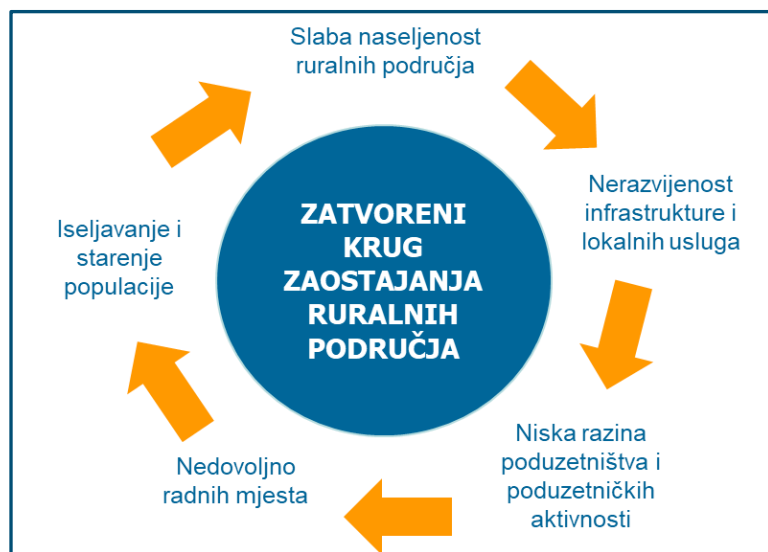 Slaba naseljenost
ruralnih područja
Nerazvijenost
infrastrukture i
lokalnih usluga
Niska razina
poduzetništva i
poduzetničkih
aktivnosti
Nedovoljno
radnih mjesta
Iseljavanje i
starenje
populacije
ZATVORENI
KRUG
ZAOSTAJANJA
RURALNIH
PODRUČJA